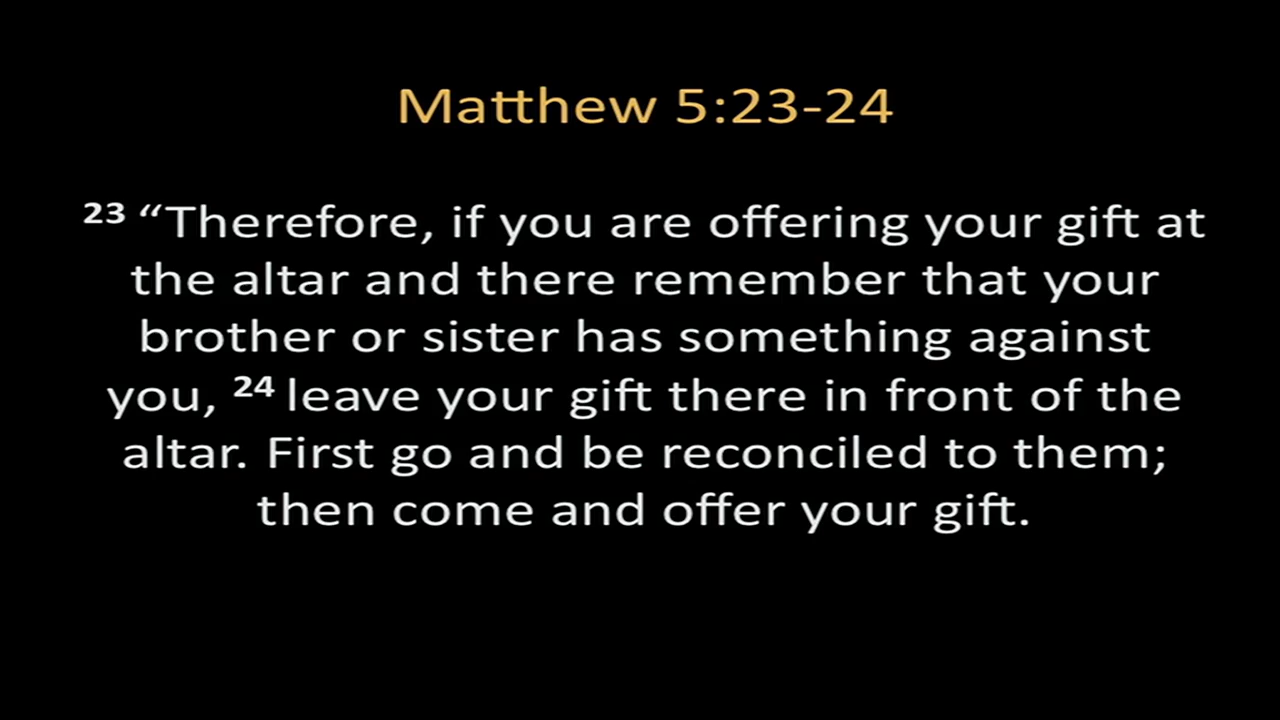 Matthew 5:23-24
23 “Therefore, if you are offering your gift at
the altar and there remember that your
brother or sister has something against
you, 24 leave your gift there in front of the
altar. First go and be reconciled to them;
then come and offer your gift.